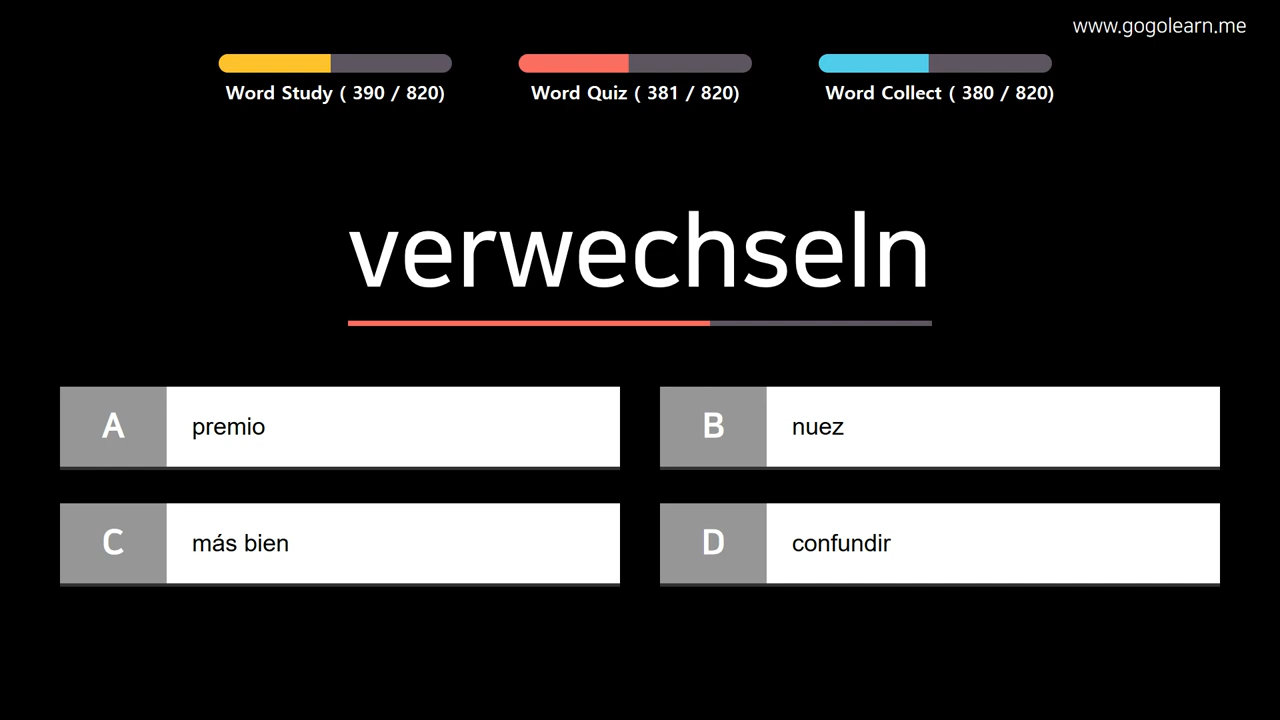 www.gogolearn.me
Word Study ( 390 / 820)
Word Quiz ( 381 / 820)
Word Collect ( 380 / 820)
verwechseln
A premio
B nuez
C más bien
D confundir